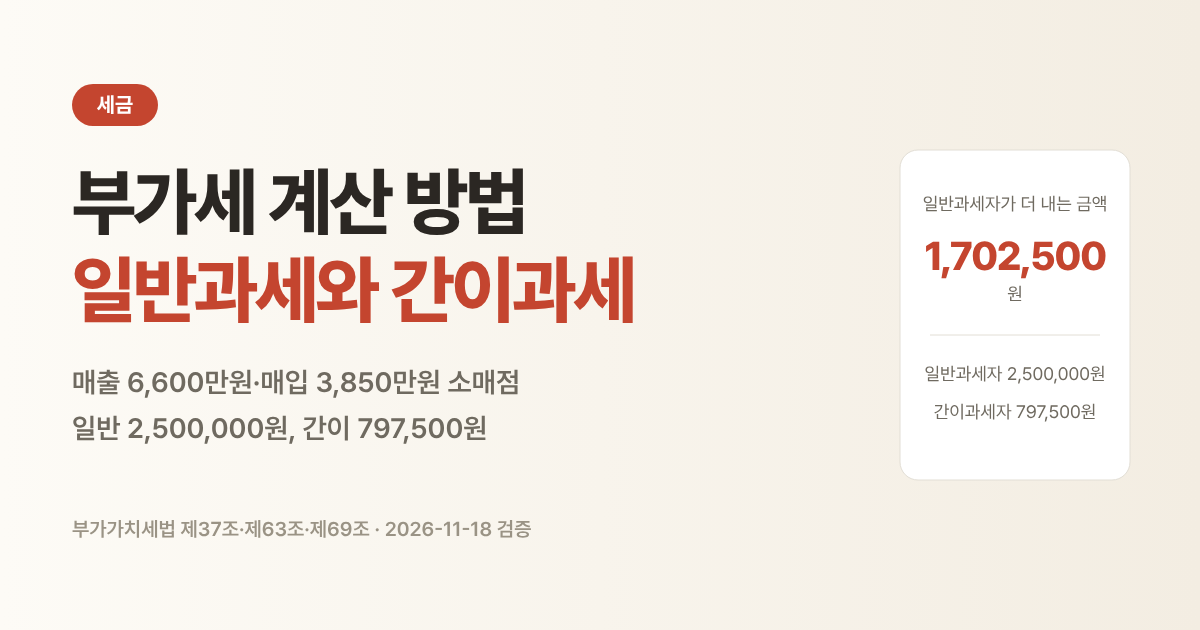 세금
부가세 계산 방법
일반과세와 간이과세
매출 6,600만원·매입 3,850만원 소매점
일반 2,500,000원, 간이 797,500원
부가가치세법 제37조·제63조·제69조 · 2026-11-18 검증
일반과세자가 더 내는 금액
1,702,500
원
일반과세자 2,500,000원
간이과세자 797,500원